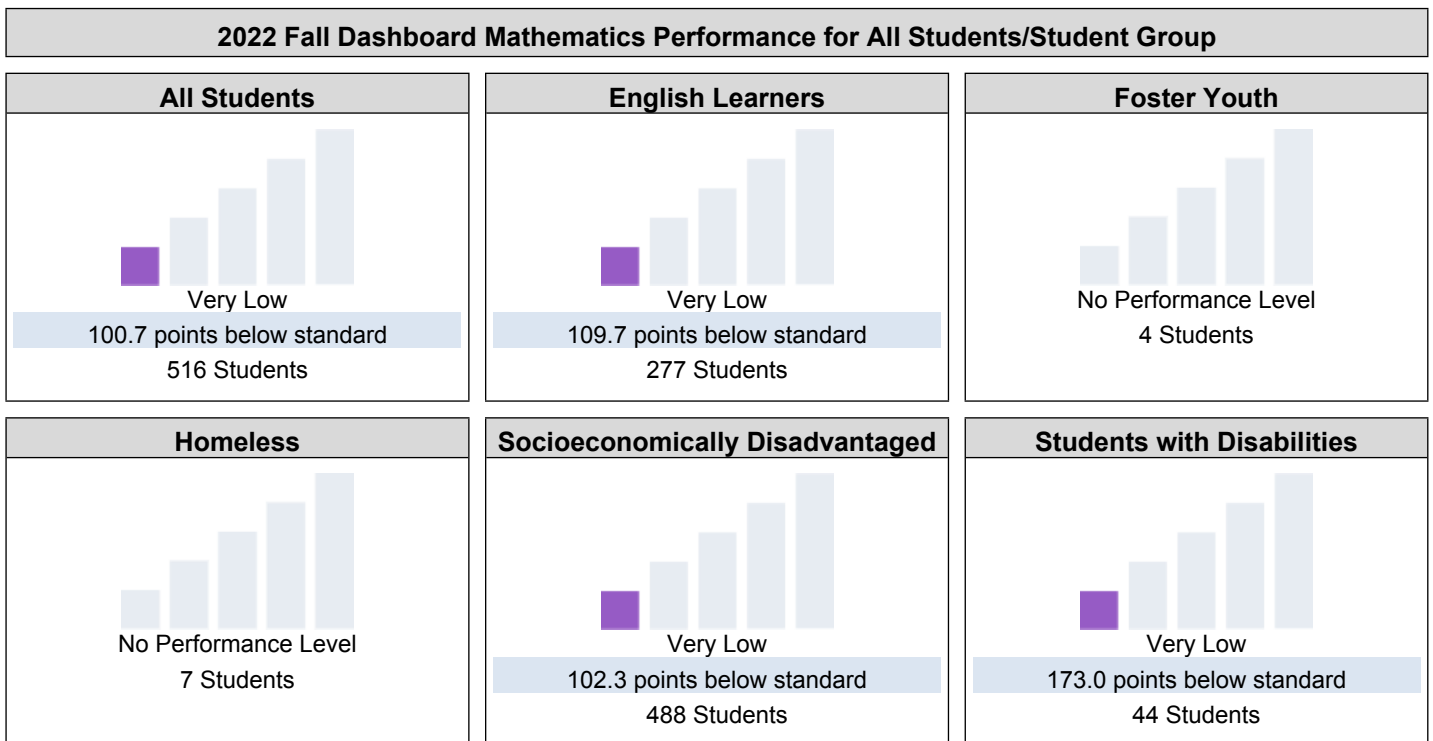 2022 Fall Dashboard Mathematics Performance for All Students/Student Group
All Students
Very Low
100.7 points below standard
516 Students
English Learners
Very Low
109.7 points below standard
277 Students
Foster Youth
No Performance Level
4 Students
Homeless
No Performance Level
7 Students
Socioeconomically Disadvantaged
Very Low
102.3 points below standard
488 Students
Students with Disabilities
Very Low
173.0 points below standard
44 Students